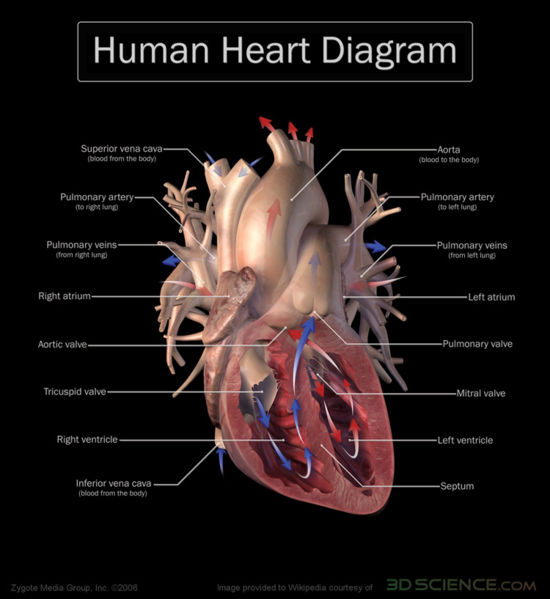 Human Heart Diagram
Superior vena cava
(blood from the body)
Aorta
(blood to the body)
Pulmonary artery
(to right lung)
Pulmonary artery
(to left lung)
Pulmonary veins
(from right lung)
Pulmonary veins
(from left lung)
Right atrium
Left atrium
Aortic valve
Pulmonary valve
Tricuspid valve
Mitral valve
Right ventricle
Left ventricle
Inferior vena cava
(blood from the body)
Septum
Zygote Media Group, Inc. ©2006
Image provided to Wikipedia courtesy of
3DSCIENCE.COM